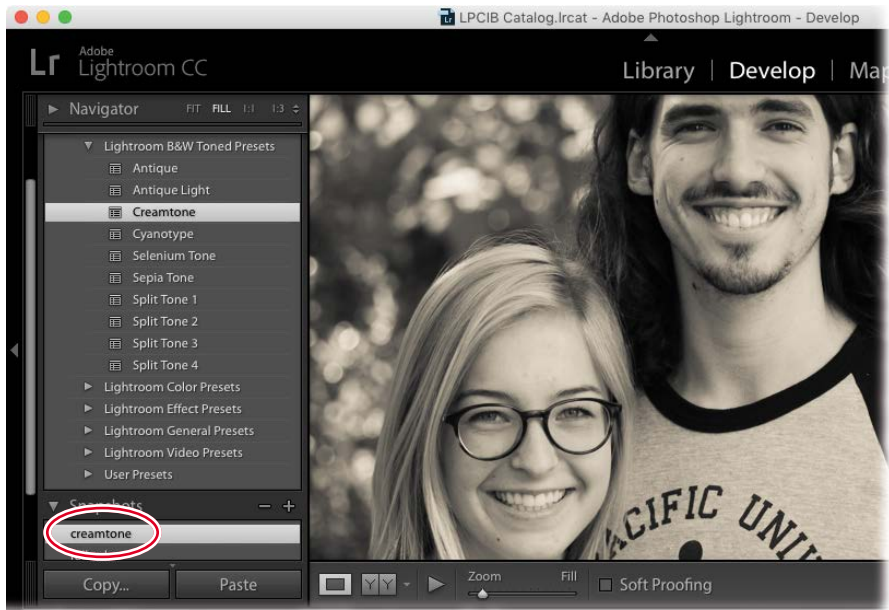 LPCIB Catalog.lrcat - Adobe Photoshop Lightroom - Develop
Lr Adobe Lightroom CC
Library | Develop | Map
Navigator FIT FILL 1:1 1:3
Lightroom B&W Toned Presets
Antique
Antique Light
Creamtone
Cyanotype
Selenium Tone
Sepia Tone
Split Tone 1
Split Tone 2
Split Tone 3
Split Tone 4
Lightroom Color Presets
Lightroom Effect Presets
Lightroom General Presets
Lightroom Video Presets
User Presets
Snapshots
creamtone
Copy... Paste
YY Zoom Fill Soft Proofing
CIFIC UNI